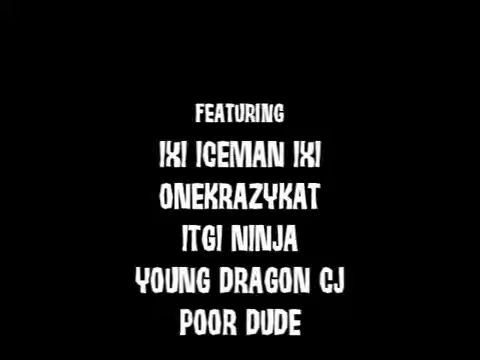 FEATURING
IXI ICEMAN IXI
ONEKRAZYKAT
ITGI NINJA
YOUNG DRAGON CJ
POOR DUDE